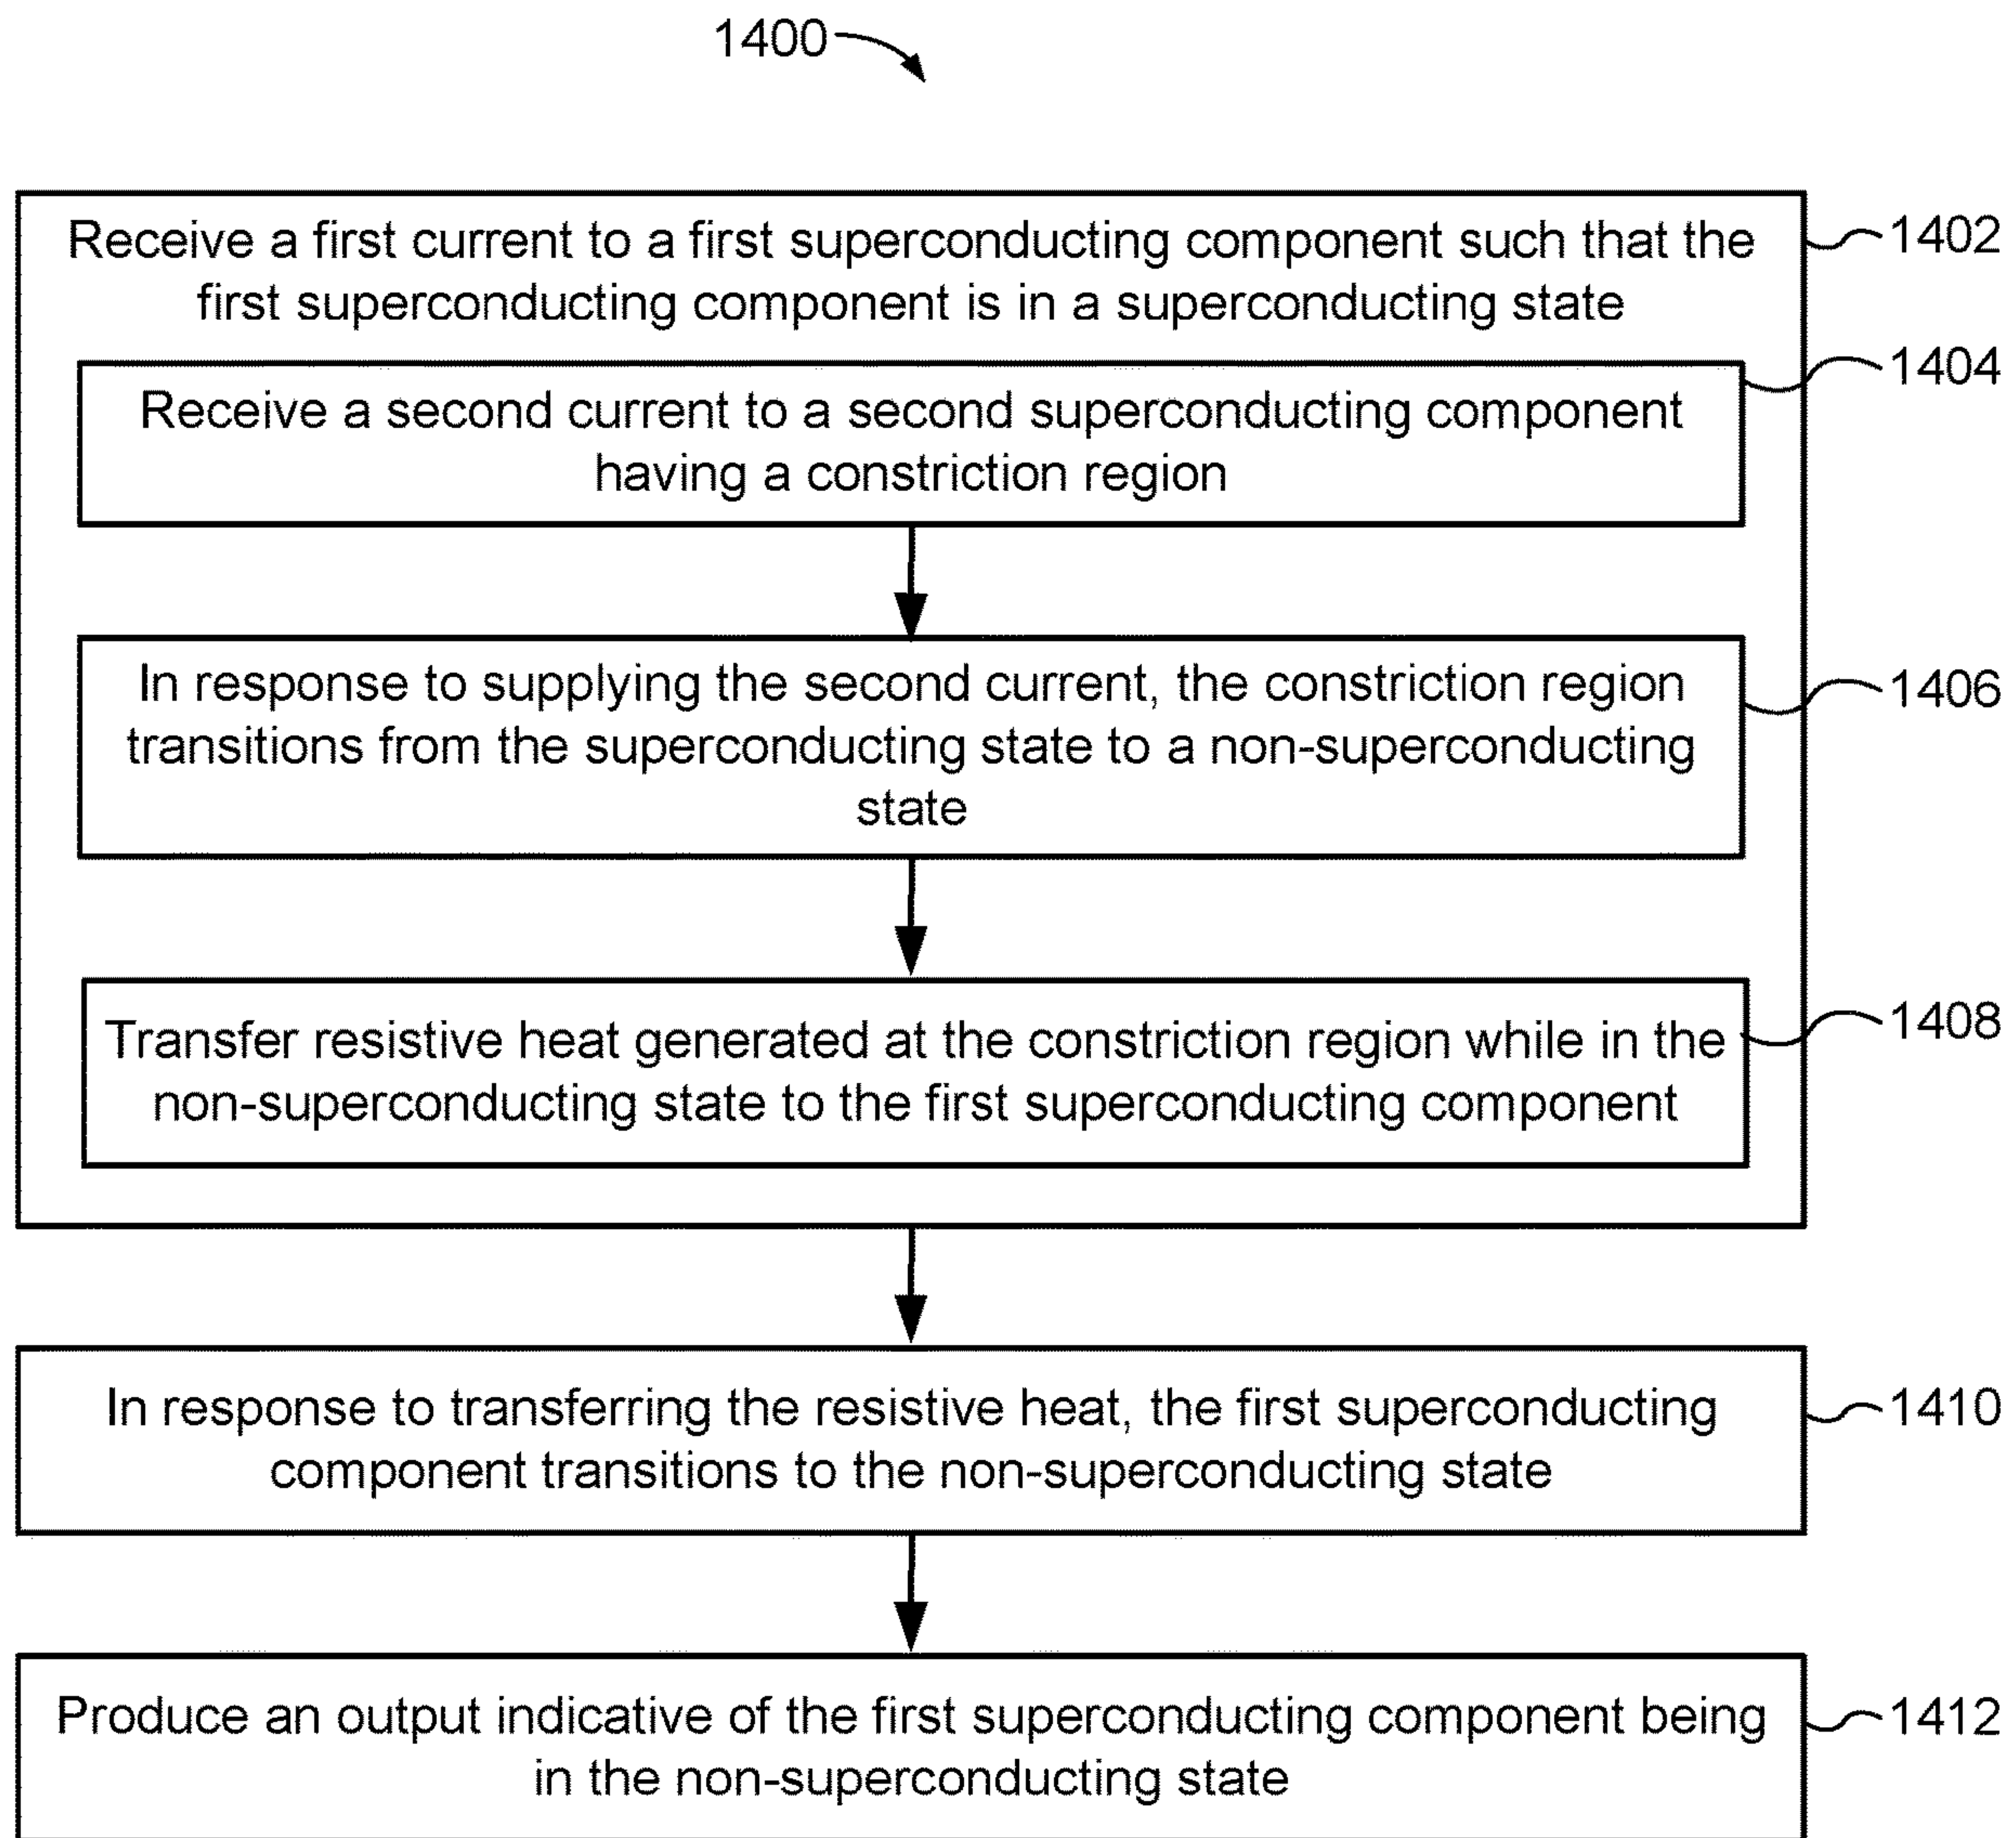 1400
Receive a first current to a first superconducting component such that the
first superconducting component is in a superconducting state
1402
Receive a second current to a second superconducting component
having a constriction region
1404
In response to supplying the second current, the constriction region
transitions from the superconducting state to a non-superconducting
state
1406
Transfer resistive heat generated at the constriction region while in the
non-superconducting state to the first superconducting component
1408
In response to transferring the resistive heat, the first superconducting
component transitions to the non-superconducting state
1410
Produce an output indicative of the first superconducting component being
in the non-superconducting state
1412